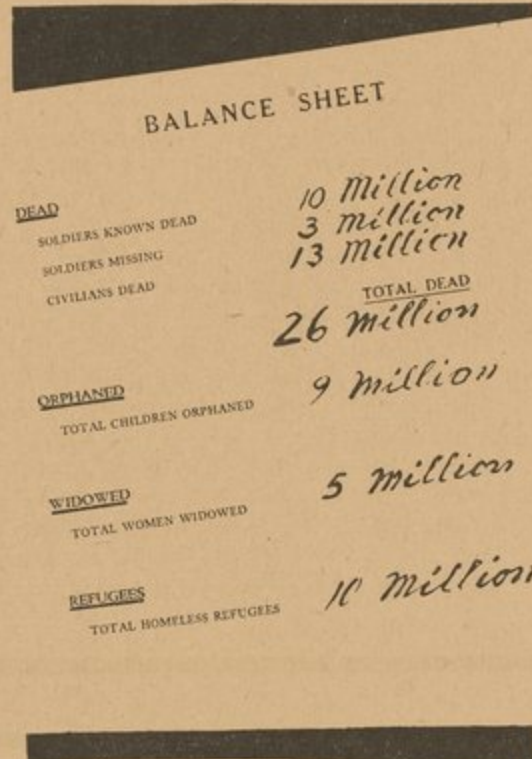 BALANCE SHEET
DEAD
SOLDIERS KNOWN DEAD 10 Million
SOLDIERS MISSING 3 Million
CIVILIANS DEAD 13 Million
TOTAL DEAD
26 Million
ORPHANED
TOTAL CHILDREN ORPHANED 9 Million
WIDOWED
TOTAL WOMEN WIDOWED 5 Million
REFUGEES
TOTAL HOMELESS REFUGEES 10 Million